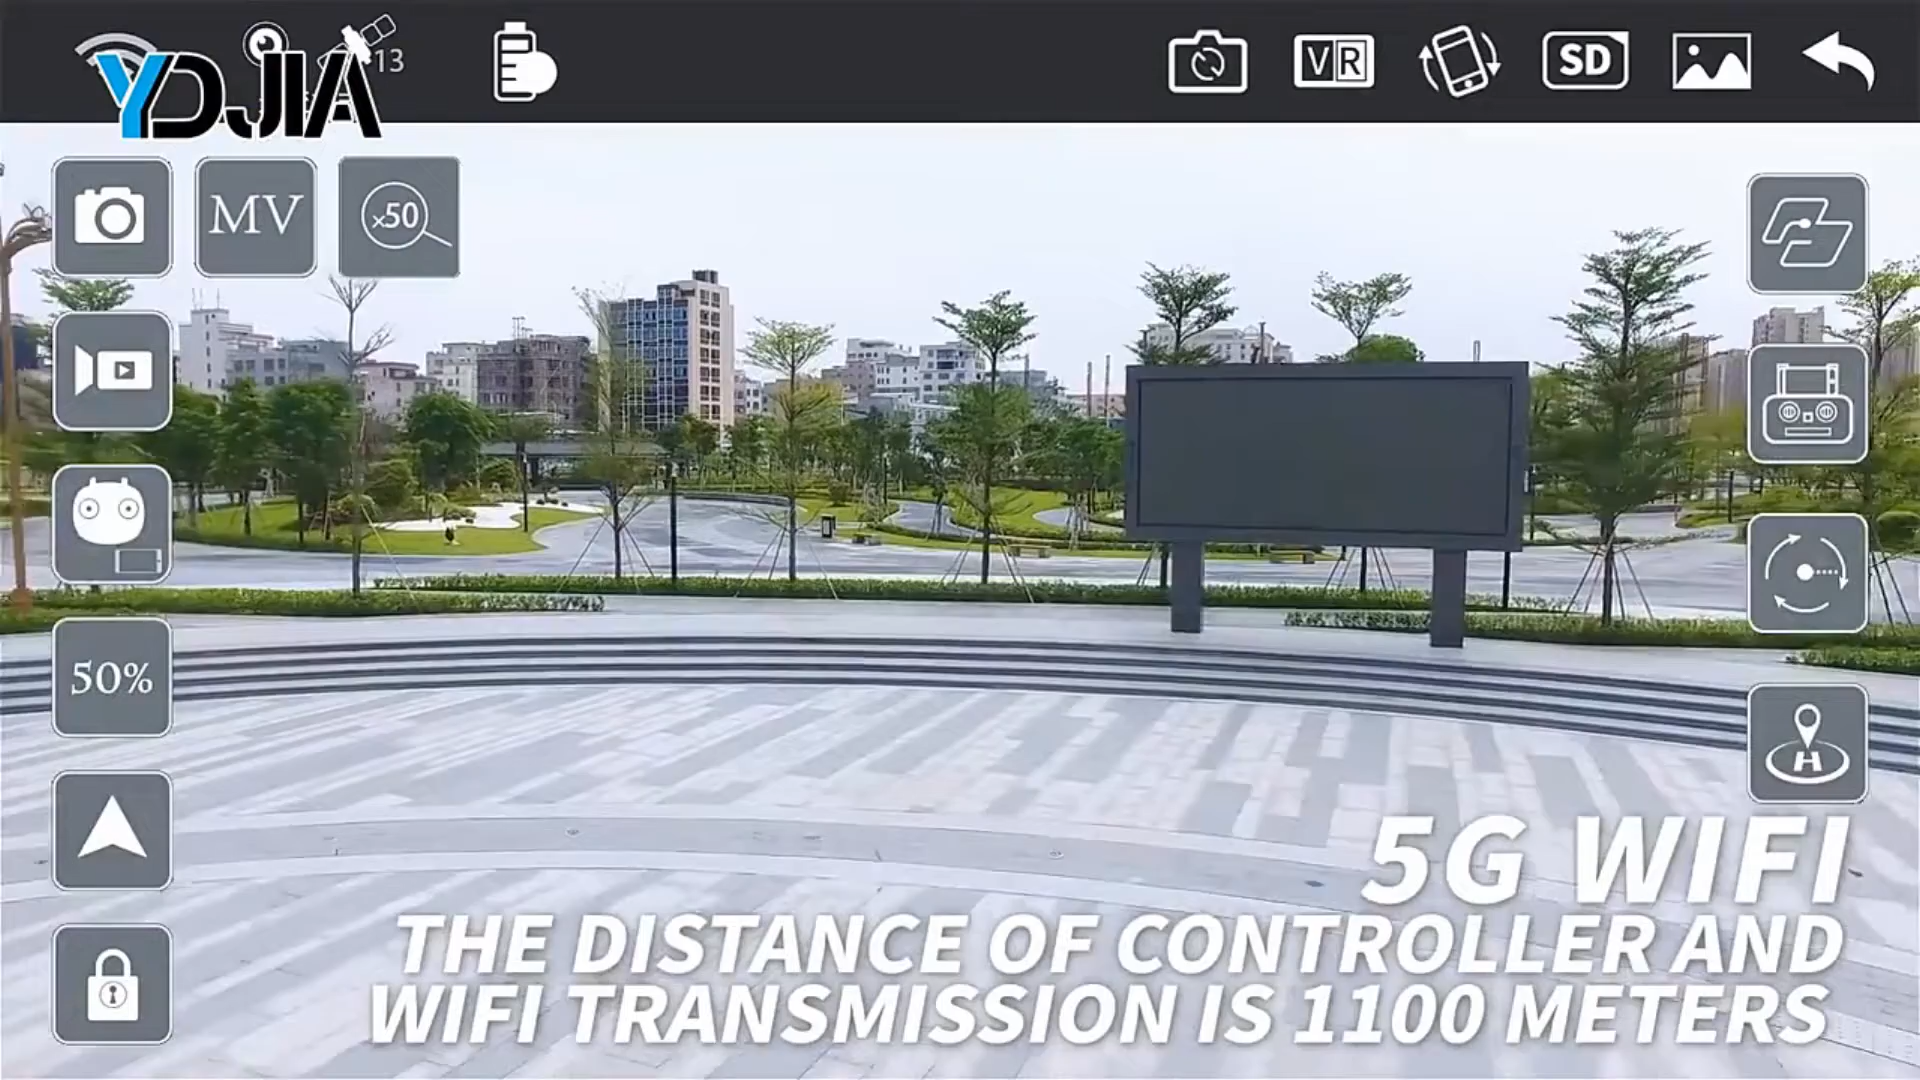 YDJIA
13
VR
SD
MV
x50
50%
H
5G WIFI
THE DISTANCE OF CONTROLLER AND
WIFI TRANSMISSION IS 1100 METERS